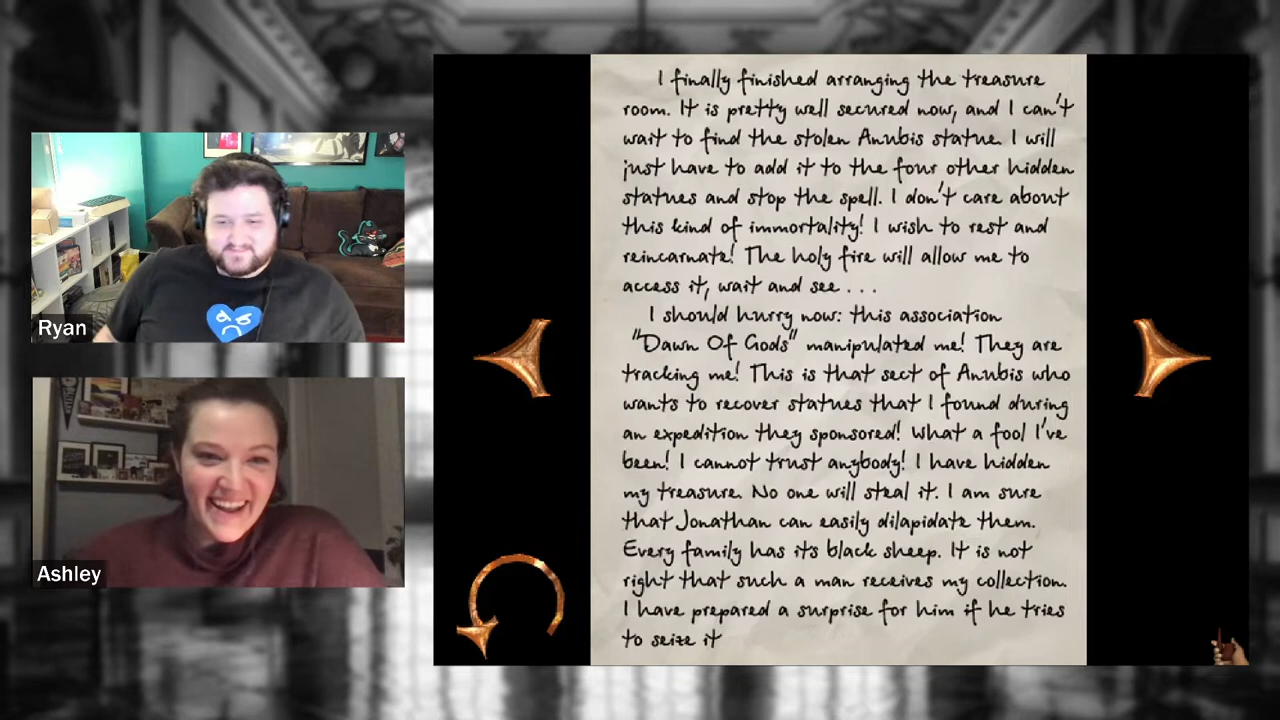 I finally finished arranging the treasure
room. It is pretty well secured now, and I can't
wait to find the stolen Anubis statue. I will
just have to add it to the four other hidden
statues and stop the spell. I don't care about
this kind of immortality! I wish to rest and
reincarnate! The holy fire will allow me to
access it, wait and see . . .
I should hurry now: this association
"Dawn Of Gods" manipulated me! They are
tracking me! This is that sect of Anubis who
wants to recover statues that I found during
an expedition they sponsored! What a fool I've
been! I cannot trust anybody! I have hidden
my treasure. No one will steal it. I am sure
that Jonathan can easily dilapidate them.
Every family has its black sheep. It is not
right that such a man receives my collection.
I have prepared a surprise for him if he tries
to seize it
Ryan
Ashley